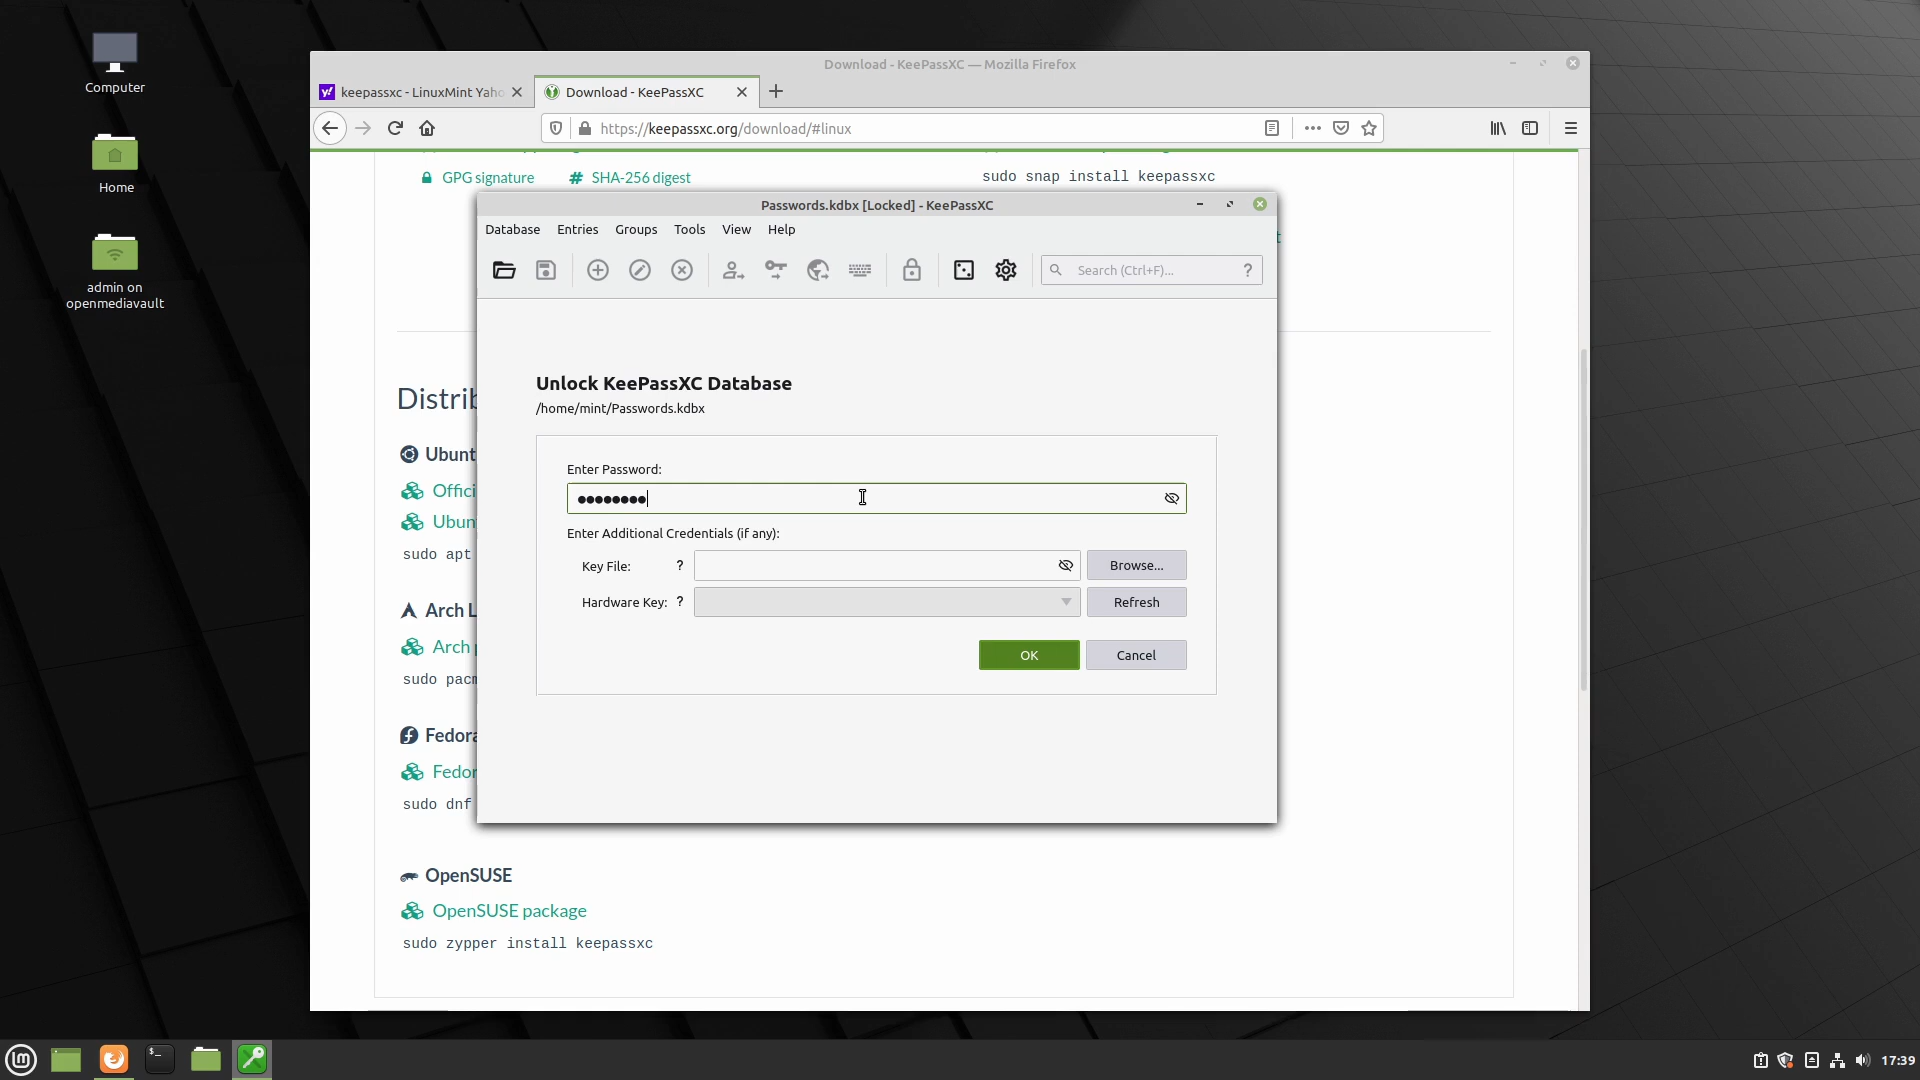 Computer
Home
admin on
openmediavault
Download - KeePassXC — Mozilla Firefox
keepassxc - LinuxMint Yaho
Download - KeePassXC
https://keepassxc.org/download/#linux
GPG signature
# SHA-256 digest
sudo snap install keepassxc
Passwords.kdbx [Locked] - KeePassXC
Database Entries Groups Tools View Help
Search (Ctrl+F)... ?
Unlock KeePassXC Database
/home/mint/Passwords.kdbx
Enter Password:
Enter Additional Credentials (if any):
Key File: ? Browse...
Hardware Key: ? Refresh
OK Cancel
Distrib
Ubunt
Offici
Ubun
sudo apt
Arch L
Arch p
sudo pacm
Fedora
Fedor
sudo dnf
OpenSUSE
OpenSUSE package
sudo zypper install keepassxc
17:39